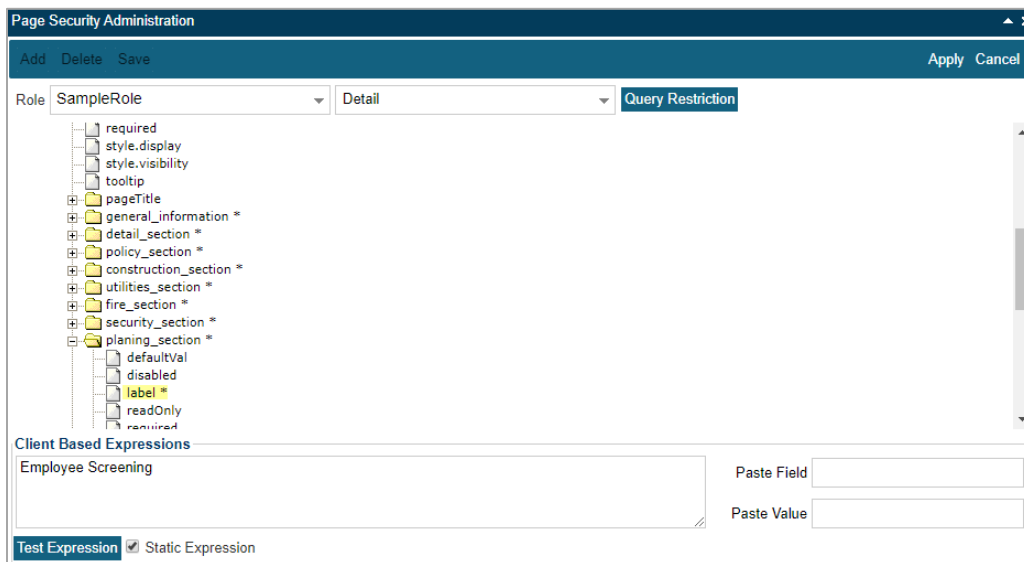 Page Security Administration
Add Delete Save Apply Cancel
Role SampleRole Detail Query Restriction
required
style.display
style.visibility
tooltip
pageTitle
general_information *
detail_section *
policy_section *
construction_section *
utilities_section *
fire_section *
security_section *
planing_section *
defaultVal
disabled
label *
readOnly
required
Client Based Expressions
Employee Screening
Paste Field
Paste Value
Test Expression Static Expression